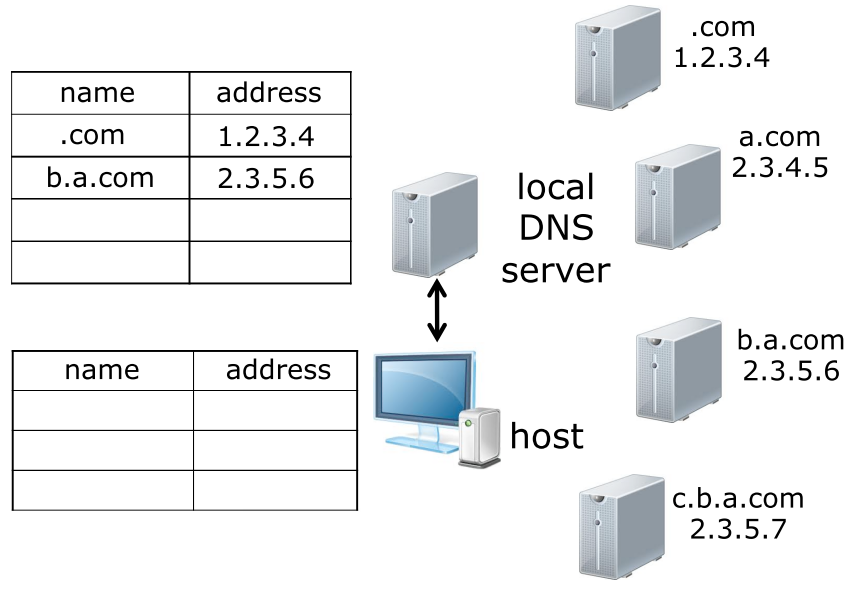 .com
1.2.3.4
name address
.com 1.2.3.4
b.a.com 2.3.5.6
a.com
2.3.4.5
local
DNS
server
b.a.com
2.3.5.6
name address
host
c.b.a.com
2.3.5.7